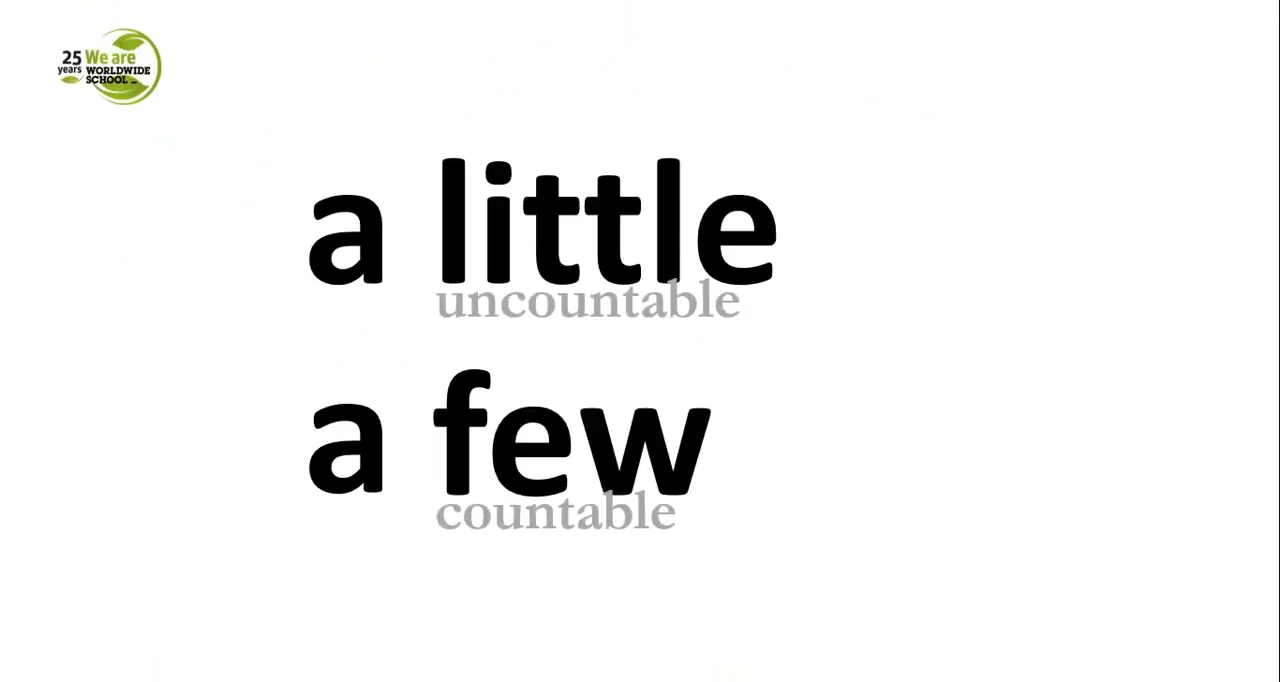 25 We are
years WORLDWIDE
SCHOOL
a little
uncountable
a few
countable